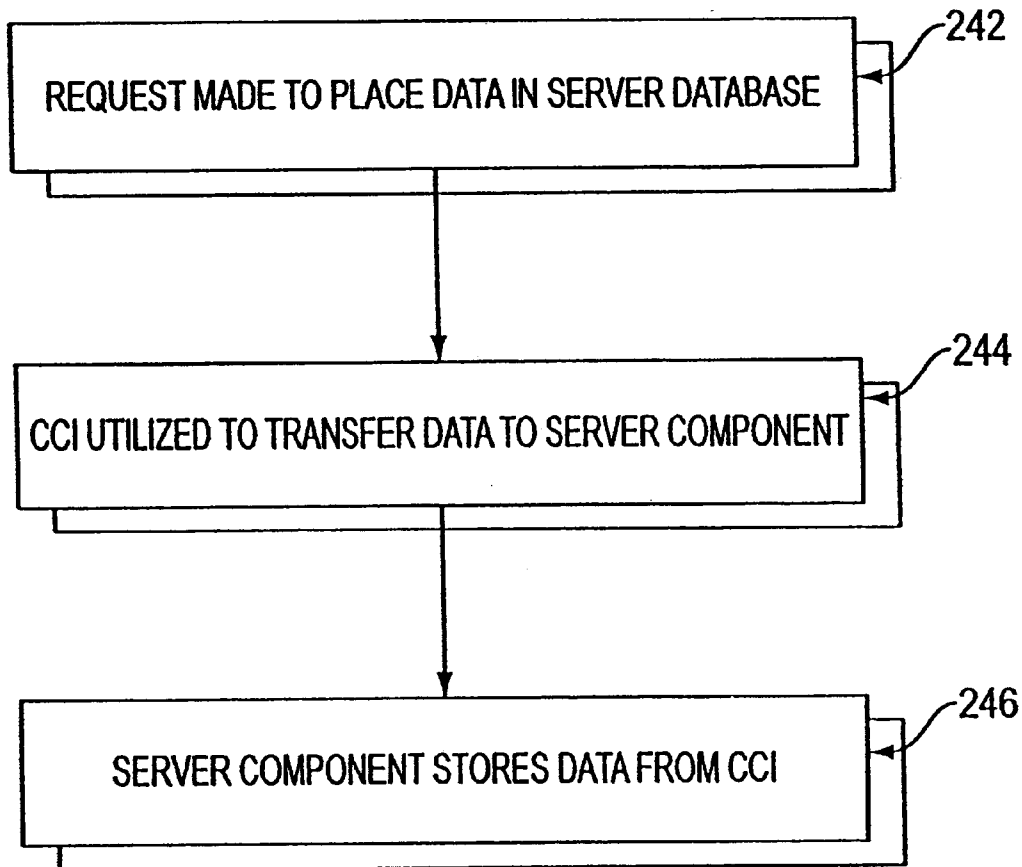 242
REQUEST MADE TO PLACE DATA IN SERVER DATABASE
244
CCI UTILIZED TO TRANSFER DATA TO SERVER COMPONENT
246
SERVER COMPONENT STORES DATA FROM CCI